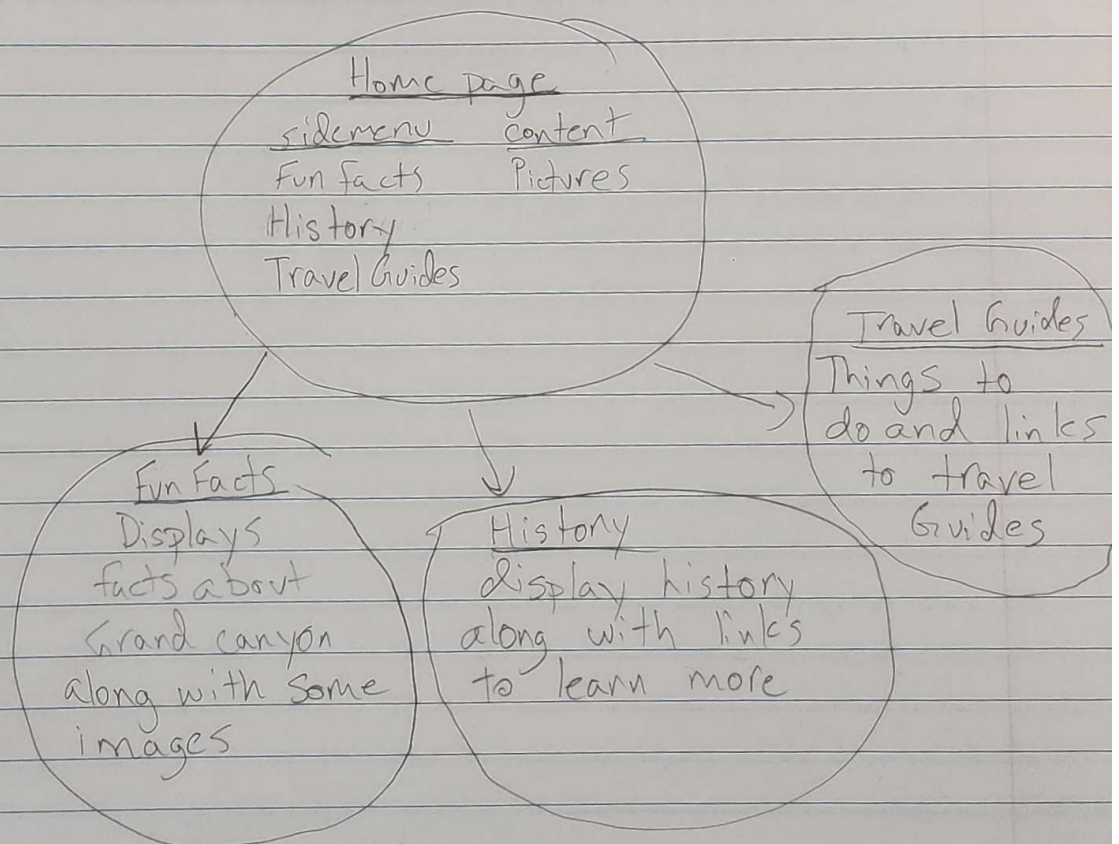 Home page
sidemenu content
Fun facts Pictures
History
Travel Guides
Travel Guides
Things to
do and links
to travel
Guides
Fun Facts
Displays
facts about
Grand canyon
along with some
images
History
display history
along with links
to learn more